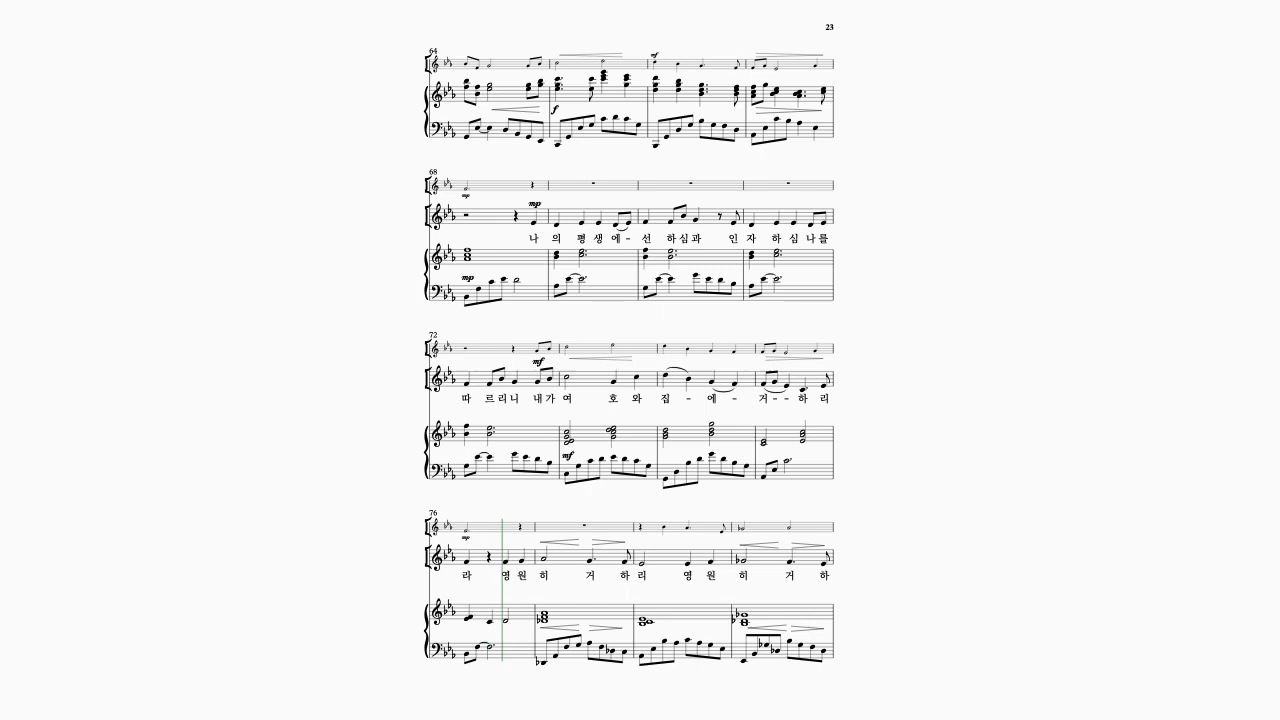 23
64
f
mf
68
mp
mp
나 의 평 생 에 - 선 하 심 과 인 자 하 심 나 를
mp
72
mf
따 르 리 니 내 가 여 호 와 집 - 에 - 거 - - 하 리
mf
76
mp
라 영 원 히 거 하 리 영 원 히 거 하